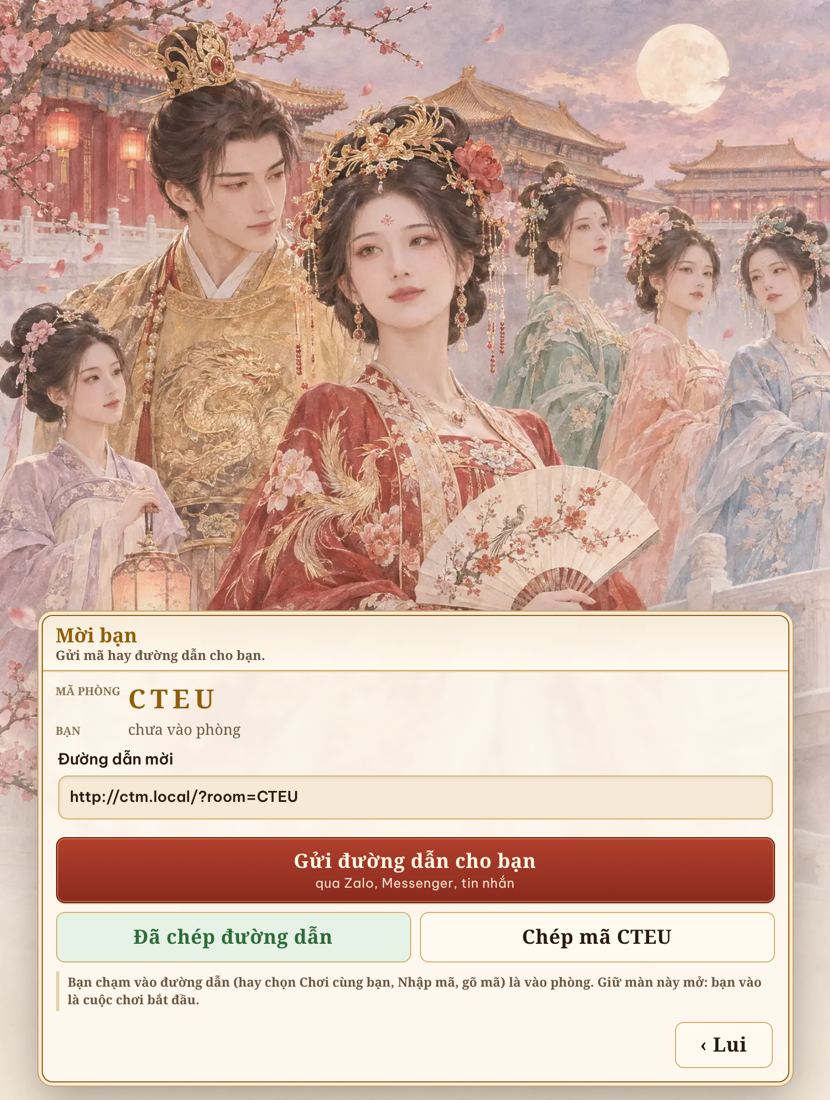 Mời bạn
Gửi mã hay đường dẫn cho bạn.
MÃ PHÒNG CTEU
BẠN chưa vào phòng
Đường dẫn mời
http://ctm.local/?room=CTEU
Gửi đường dẫn cho bạn
qua Zalo, Messenger, tin nhắn
Đã chép đường dẫn
Chép mã CTEU
Bạn chạm vào đường dẫn (hay chọn Chơi cùng bạn, Nhập mã, gõ mã) là vào phòng. Giữ màn này mở: bạn vào
là cuộc chơi bắt đầu.
‹ Lui